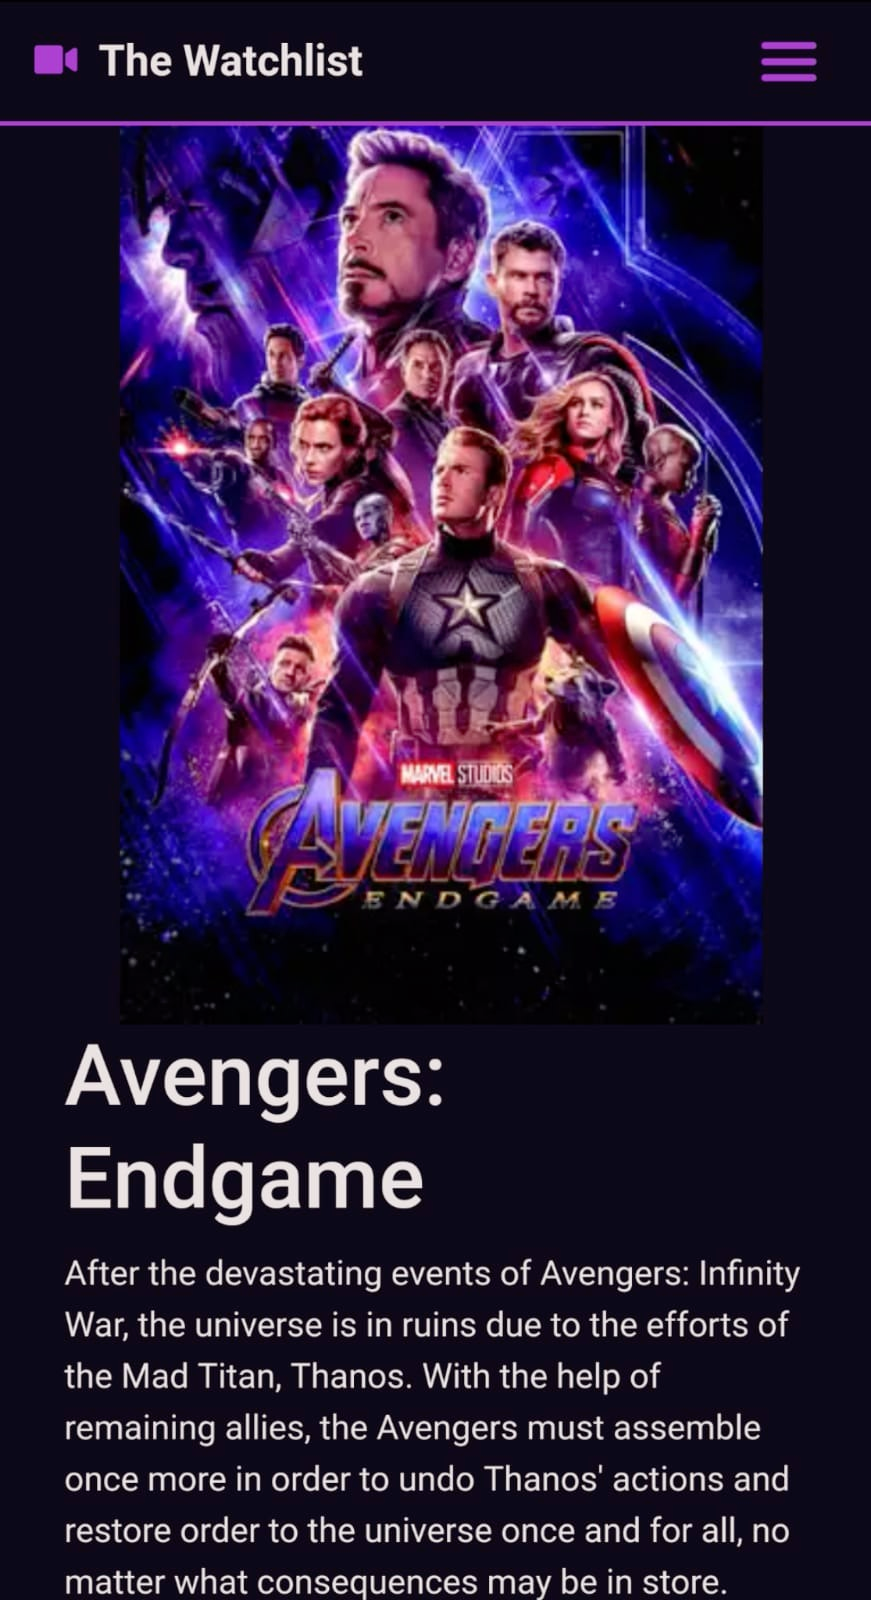 The Watchlist
MARVEL STUDIOS
AVENGERS
ENDGAME
Avengers:
Endgame
After the devastating events of Avengers: Infinity
War, the universe is in ruins due to the efforts of
the Mad Titan, Thanos. With the help of
remaining allies, the Avengers must assemble
once more in order to undo Thanos' actions and
restore order to the universe once and for all, no
matter what consequences may be in store.